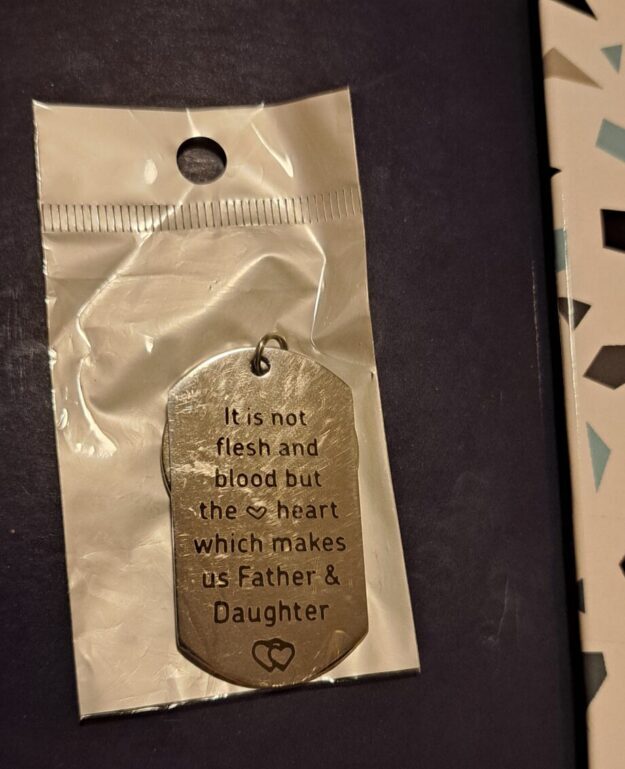 It is not
flesh and
blood but
the ♡ heart
which makes
us Father &
Daughter